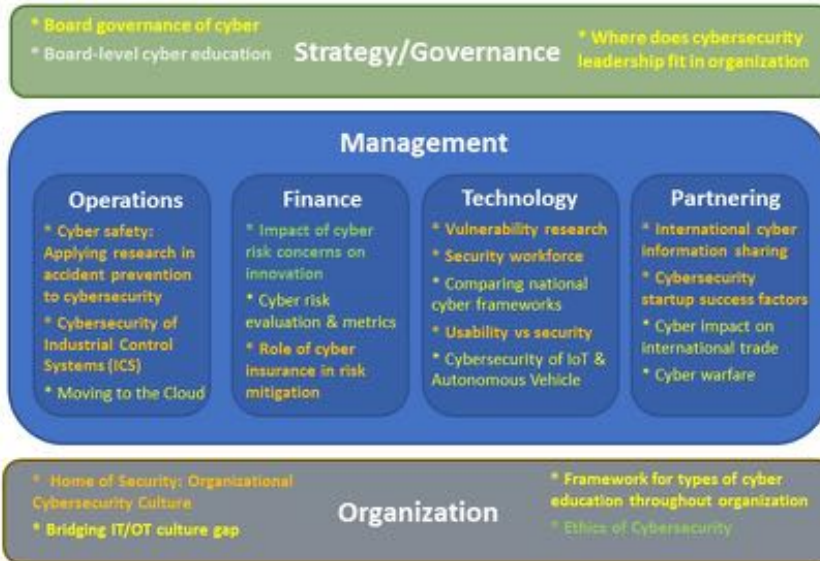 * Board governance of cyber
* Board-level cyber education
Strategy/Governance
* Where does cybersecurity
leadership fit in organization
Management
Operations
* Cyber safety:
Applying research in
accident prevention
to cybersecurity
* Cybersecurity of
Industrial Control
Systems (ICS)
* Moving to the Cloud
Finance
* Impact of cyber
risk concerns on
innovation
* Cyber risk
evaluation & metrics
* Role of cyber
insurance in risk
mitigation
Technology
* Vulnerability research
* Security workforce
* Comparing national
cyber frameworks
* Usability vs security
* Cybersecurity of IoT &
Autonomous Vehicle
Partnering
* International cyber
information sharing
* Cybersecurity
startup success factors
* Cyber impact on
international trade
* Cyber warfare
* Home of Security: Organizational
Cybersecurity Culture
* Bridging IT/OT culture gap
Organization
* Framework for types of cyber
education throughout organization
* Ethics of Cybersecurity